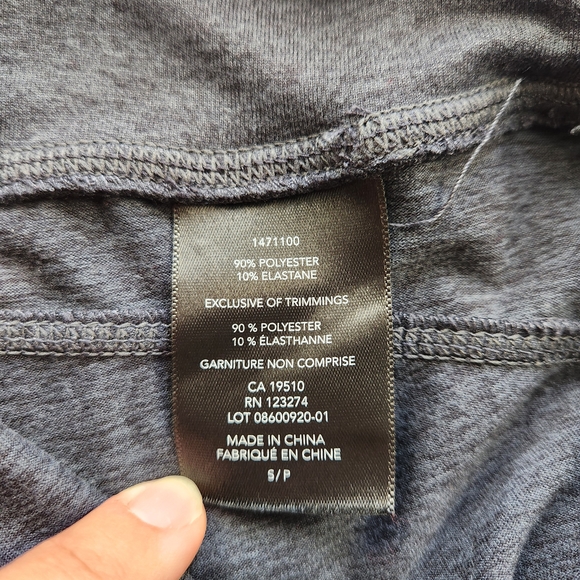 1471100
90% POLYESTER
10% ELASTANE
EXCLUSIVE OF TRIMMINGS
90 % POLYESTER
10 % ÉLASTHANNE
GARNITURE NON COMPRISE
CA 19510
RN 123274
LOT 08600920-01
MADE IN CHINA
FABRIQUÉ EN CHINE
S/P